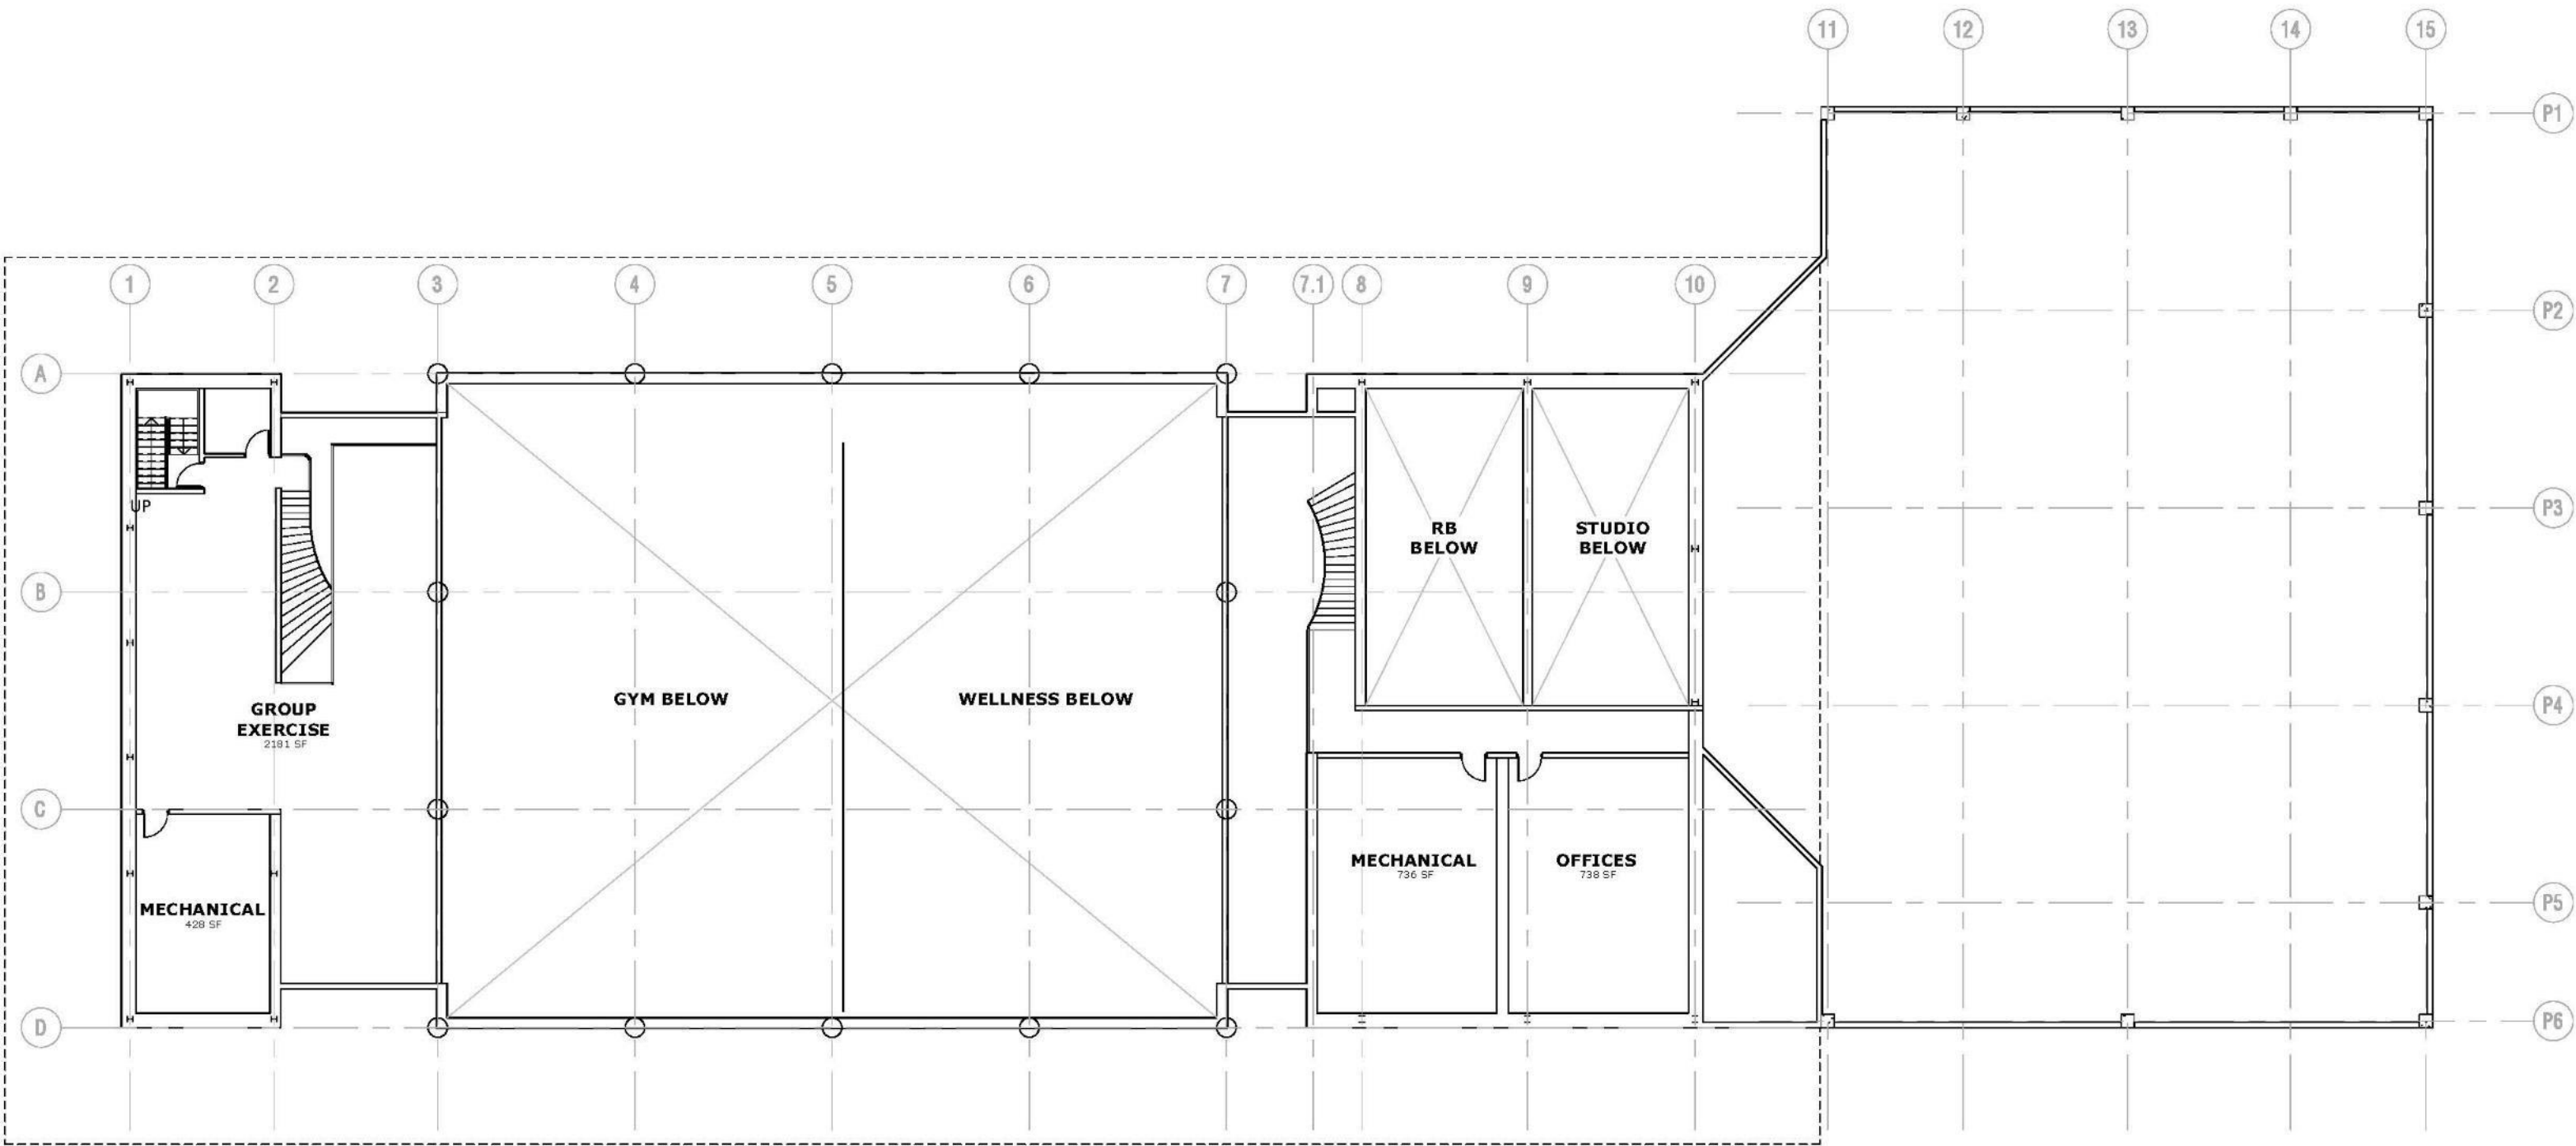 11
12
13
14
15
P1
1
2
3
4
5
6
7
7.1
8
9
10
P2
A
UP
P3
RB
BELOW
STUDIO
BELOW
B
GYM BELOW
WELLNESS BELOW
P4
GROUP
EXERCISE
2181 SF
C
MECHANICAL
736 SF
OFFICES
738 SF
MECHANICAL
428 SF
P5
D
P6